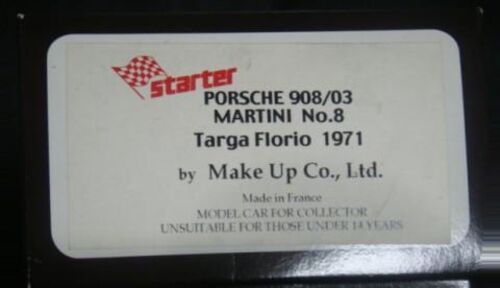 starter
PORSCHE 908/03
MARTINI No.8
Targa Florio 1971
by Make Up Co., Ltd.
Made in France
MODEL CAR FOR COLLECTOR
UNSUITABLE FOR THOSE UNDER 14 YEARS